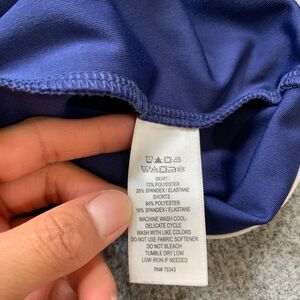 SKIRT:
72% POLYESTER
28% SPANDEX / ELASTANE
SHORTS:
84% POLYESTER
16% SPANDEX / ELASTANE
MACHINE WASH COOL-
DELICATE CYCLE
WASH WITH LIKE COLORS
DO NOT USE FABRIC SOFTENER
DO NOT BLEACH
TUMBLE DRY LOW
LOW IRON IF NEEDED
RN# 75343